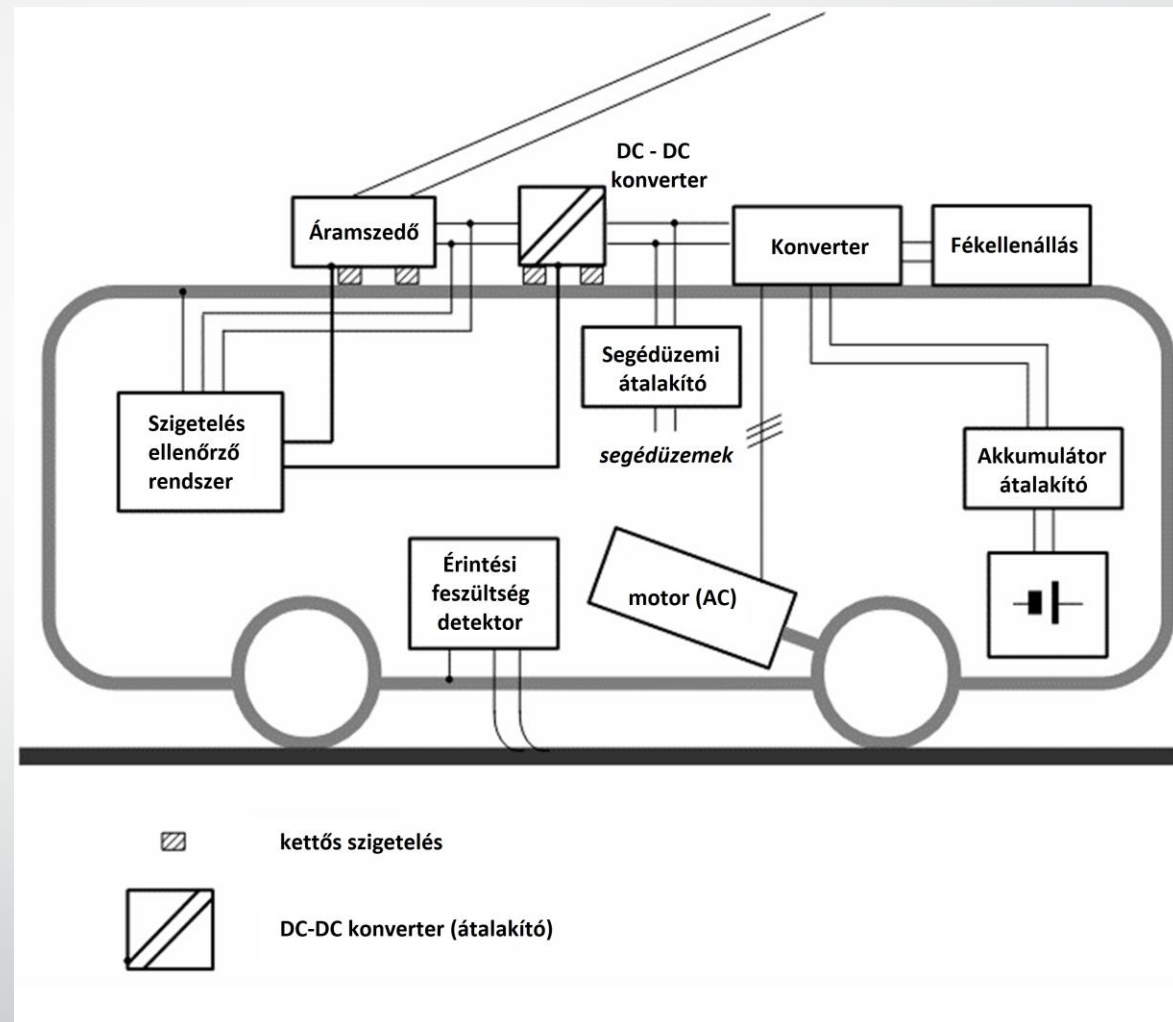 DC - DC
konverter
Áramszedő
Konverter
Fékellenállás
Segédüzemi
átalakító
segédüzemek
Szigetelés
ellenőrző
rendszer
Akkumulátor
átalakító
Érintési
feszültség
detektor
motor (AC)
kettős szigetelés
DC-DC konverter (átalakító)